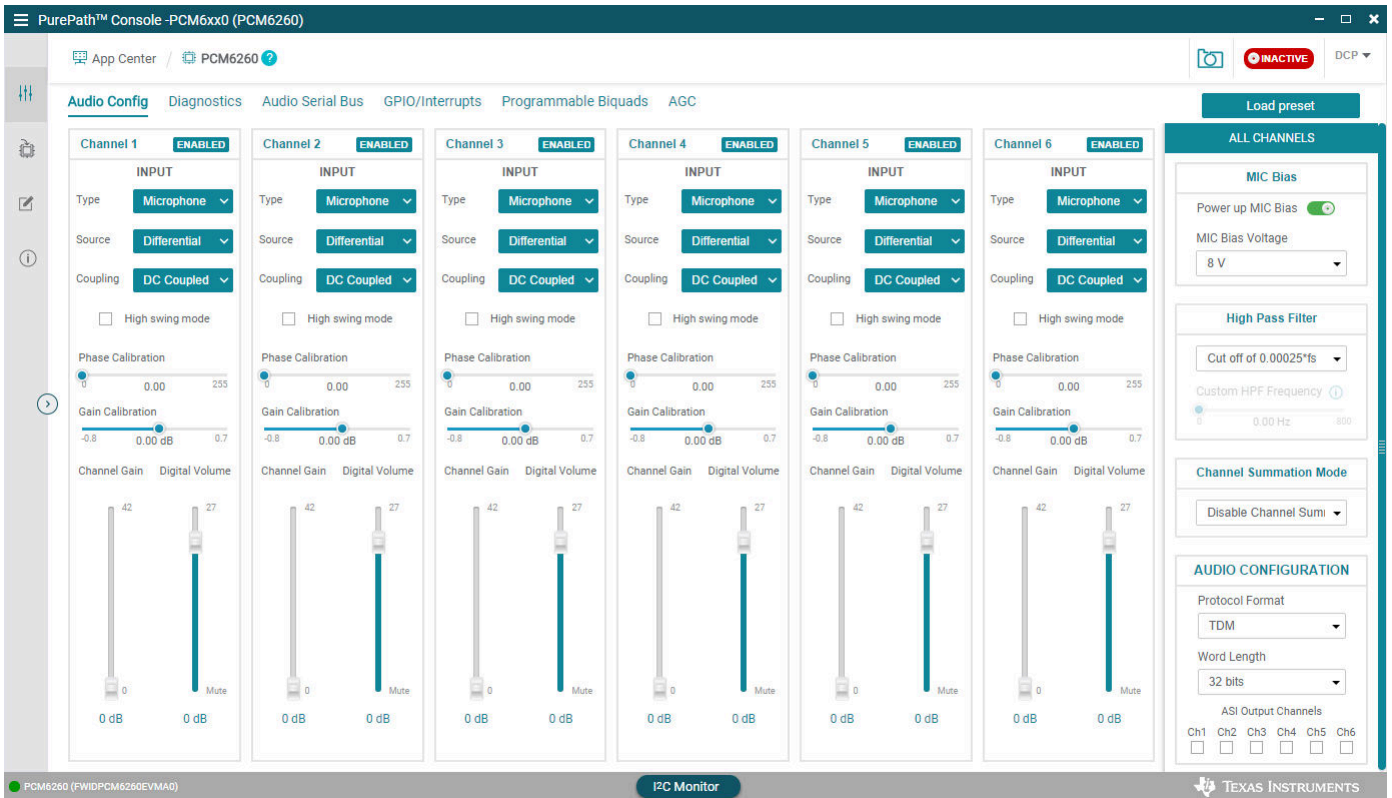 PurePath™ Console -PCM6xx0 (PCM6260)
App Center / PCM6260 ?
INACTIVE
DCP
Audio Config Diagnostics Audio Serial Bus GPIO/Interrupts Programmable Biquads AGC
Load preset
Channel 1 ENABLED Channel 2 ENABLED Channel 3 ENABLED Channel 4 ENABLED Channel 5 ENABLED Channel 6 ENABLED
INPUT INPUT INPUT INPUT INPUT INPUT
Type Microphone Type Microphone Type Microphone Type Microphone Type Microphone Type Microphone
Source Differential Source Differential Source Differential Source Differential Source Differential Source Differential
Coupling DC Coupled Coupling DC Coupled Coupling DC Coupled Coupling DC Coupled Coupling DC Coupled Coupling DC Coupled
High swing mode High swing mode High swing mode High swing mode High swing mode High swing mode
Phase Calibration Phase Calibration Phase Calibration Phase Calibration Phase Calibration Phase Calibration
0 0.00 255 0 0.00 255 0 0.00 255 0 0.00 255 0 0.00 255 0 0.00 255
Gain Calibration Gain Calibration Gain Calibration Gain Calibration Gain Calibration Gain Calibration
-0.8 0.00 dB 0.7 -0.8 0.00 dB 0.7 -0.8 0.00 dB 0.7 -0.8 0.00 dB 0.7 -0.8 0.00 dB 0.7 -0.8 0.00 dB 0.7
Channel Gain Digital Volume Channel Gain Digital Volume Channel Gain Digital Volume Channel Gain Digital Volume Channel Gain Digital Volume Channel Gain Digital Volume
42 27 42 27 42 27 42 27 42 27 42 27
0 Mute 0 Mute 0 Mute 0 Mute 0 Mute 0 Mute
0 dB 0 dB 0 dB 0 dB 0 dB 0 dB 0 dB 0 dB 0 dB 0 dB 0 dB 0 dB
ALL CHANNELS
MIC Bias
Power up MIC Bias
MIC Bias Voltage
8 V
High Pass Filter
Cut off of 0.00025*fs
Custom HPF Frequency
0 0.00 Hz 800
Channel Summation Mode
Disable Channel Sum
AUDIO CONFIGURATION
Protocol Format
TDM
Word Length
32 bits
ASI Output Channels
Ch1 Ch2 Ch3 Ch4 Ch5 Ch6
PCM6260 (FWIDPCM6260EVMA0)
I²C Monitor
TEXAS INSTRUMENTS